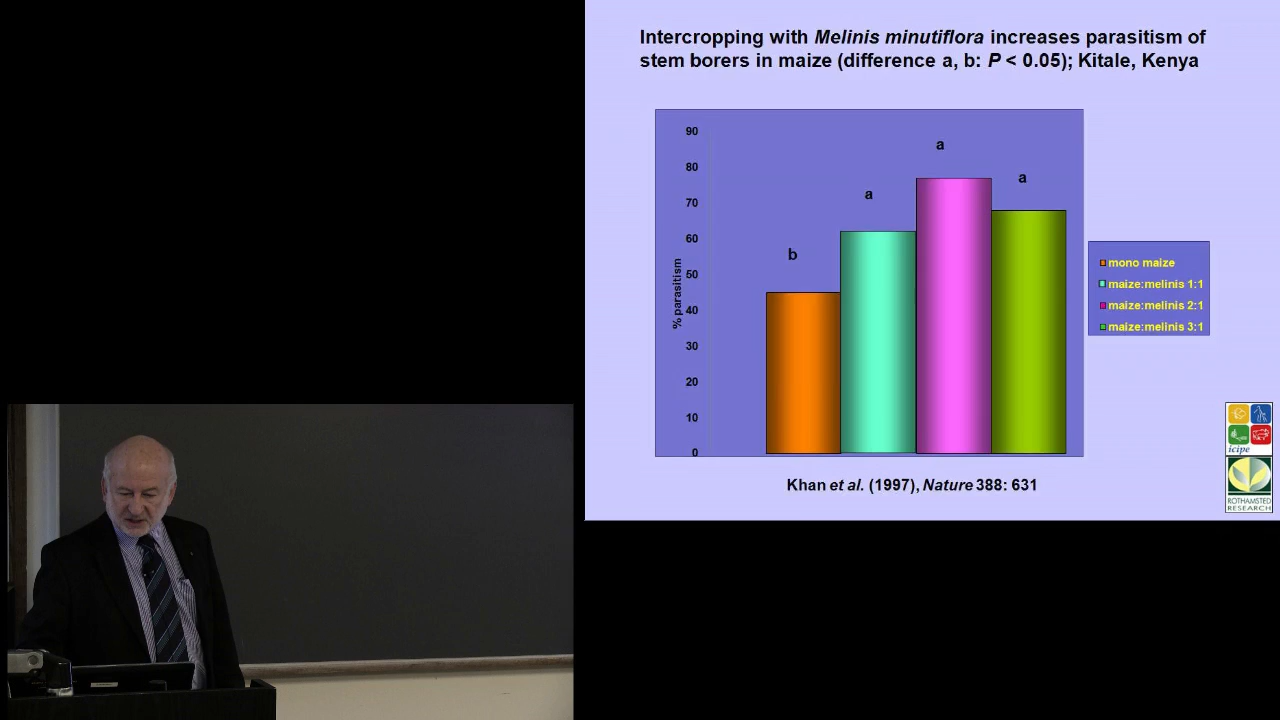 Intercropping with Melinis minutiflora increases parasitism of
stem borers in maize (difference a, b: P < 0.05); Kitale, Kenya
90
80
70
60
50
40
30
20
10
0
% parasitism
b
a
a
a
mono maize
maize:melinis 1:1
maize:melinis 2:1
maize:melinis 3:1
Khan et al. (1997), Nature 388: 631
icipe
ROTHAMSTED
RESEARCH